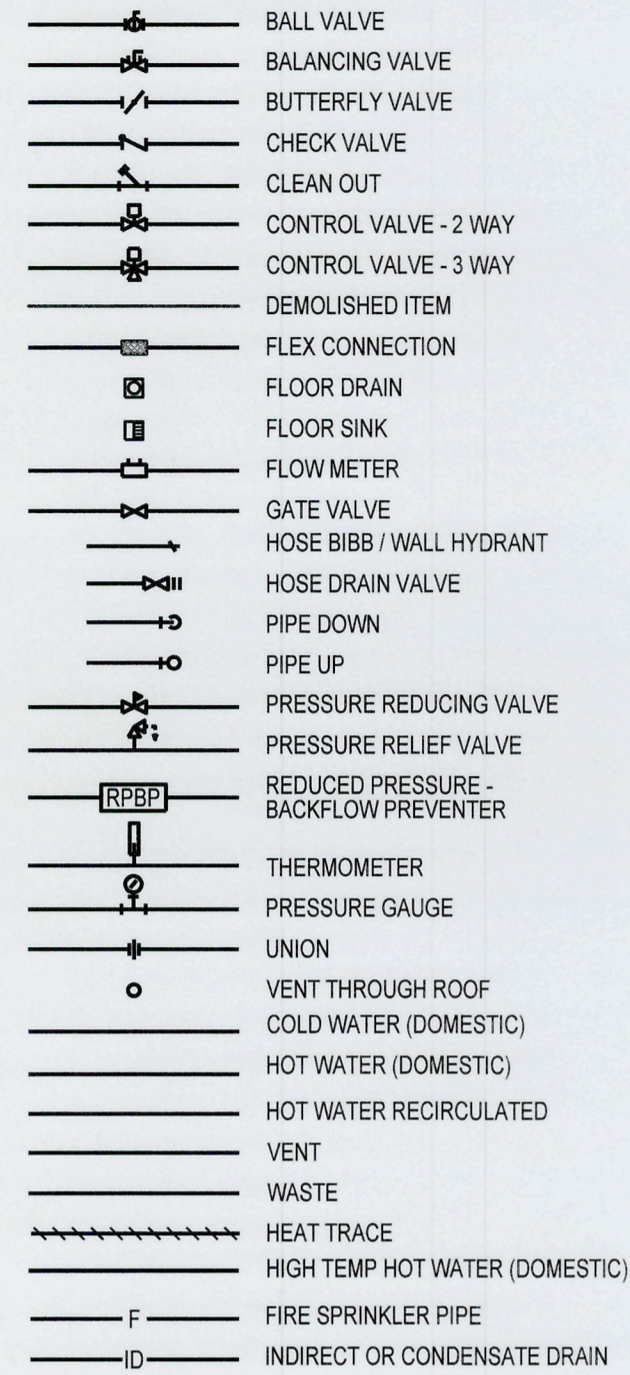 BALL VALVE
BALANCING VALVE
BUTTERFLY VALVE
CHECK VALVE
CLEAN OUT
CONTROL VALVE - 2 WAY
CONTROL VALVE - 3 WAY
DEMOLISHED ITEM
FLEX CONNECTION
FLOOR DRAIN
FLOOR SINK
FLOW METER
GATE VALVE
HOSE BIBB / WALL HYDRANT
HOSE DRAIN VALVE
PIPE DOWN
PIPE UP
PRESSURE REDUCING VALVE
PRESSURE RELIEF VALVE
RPBP REDUCED PRESSURE -
BACKFLOW PREVENTER
THERMOMETER
PRESSURE GAUGE
UNION
VENT THROUGH ROOF
COLD WATER (DOMESTIC)
HOT WATER (DOMESTIC)
HOT WATER RECIRCULATED
VENT
WASTE
HEAT TRACE
HIGH TEMP HOT WATER (DOMESTIC)
F FIRE SPRINKLER PIPE
ID INDIRECT OR CONDENSATE DRAIN